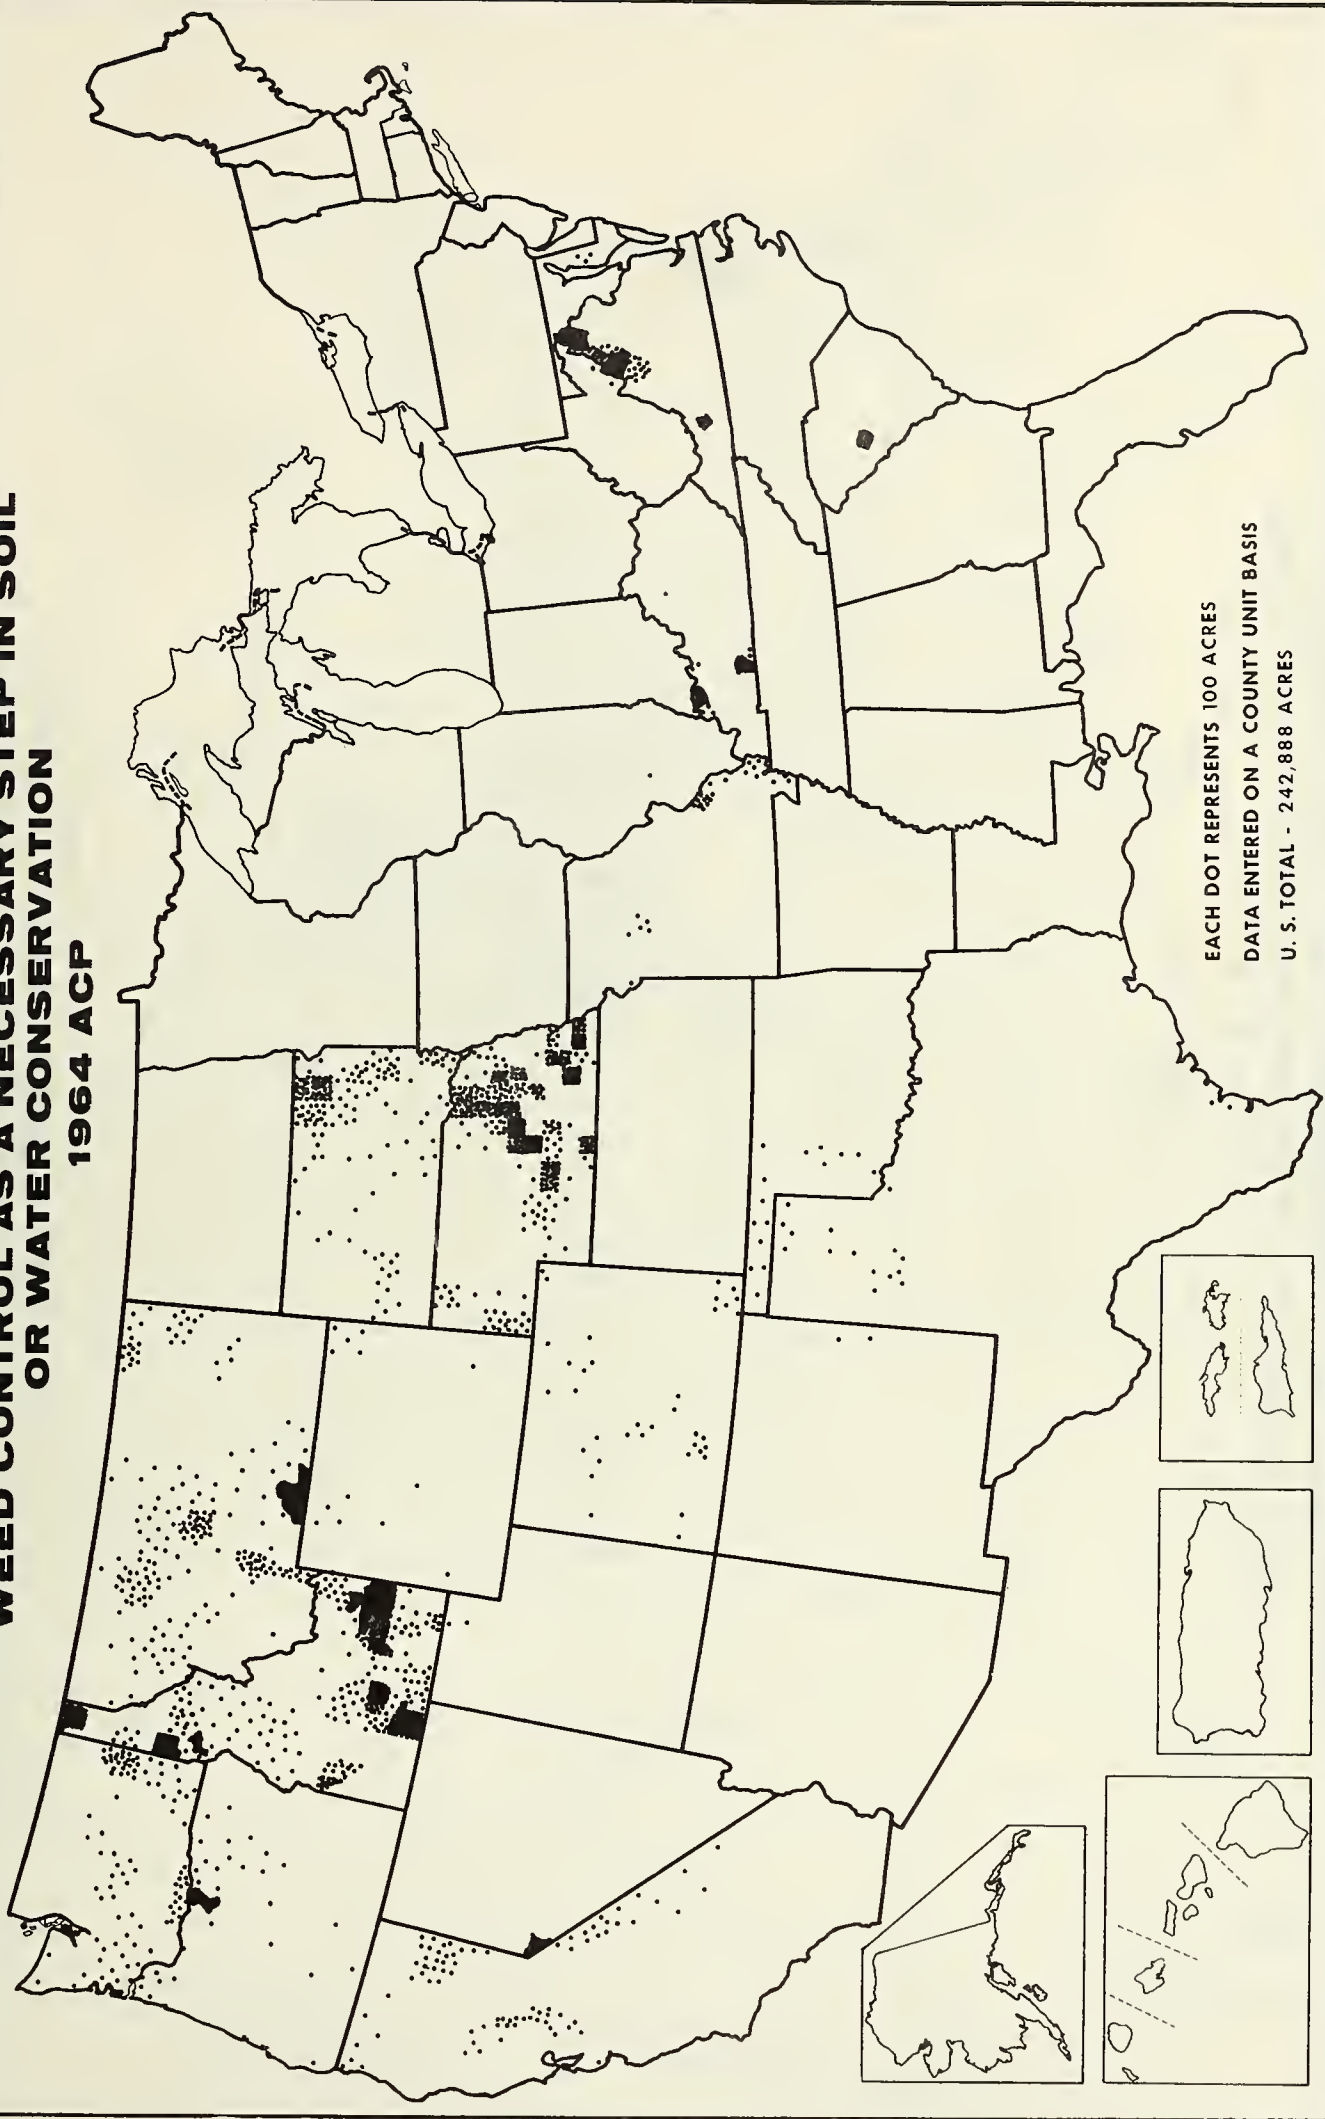 WEED CONTROL AS A NECESSARY STEP IN SOIL
OR WATER CONSERVATION
1964 ACP
EACH DOT REPRESENTS 100 ACRES
DATA ENTERED ON A COUNTY UNIT BASIS
U. S. TOTAL - 242,888 ACRES